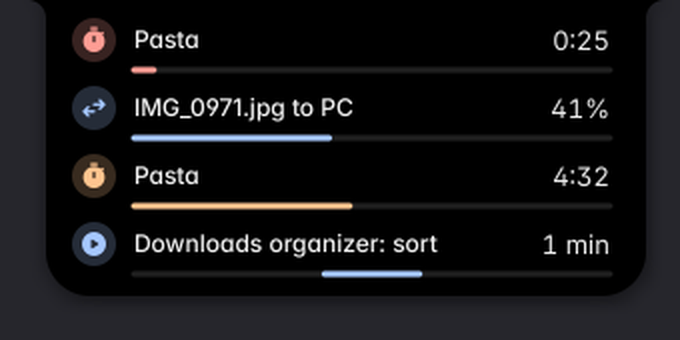 Pasta 0:25
IMG_0971.jpg to PC 41%
Pasta 4:32
Downloads organizer: sort 1 min